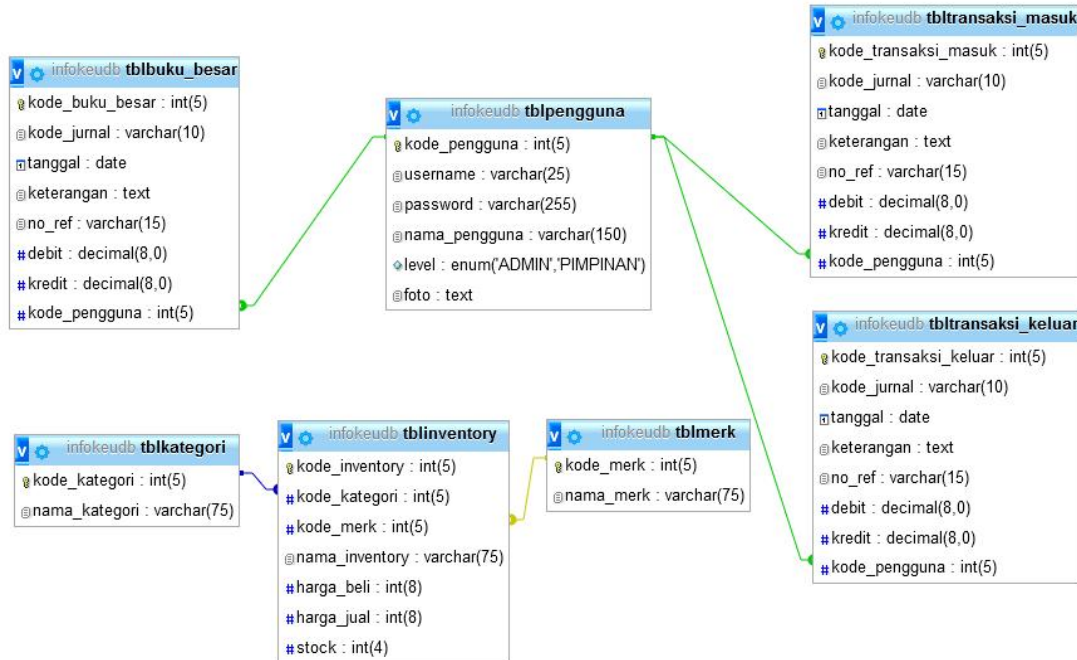 infokeudb tblbuku_besar
kode_buku_besar : int(5)
kode_jurnal : varchar(10)
tanggal : date
keterangan : text
no_ref : varchar(15)
debit : decimal(8,0)
kredit : decimal(8,0)
kode_pengguna : int(5)
infokeudb tblpengguna
kode_pengguna : int(5)
username : varchar(25)
password : varchar(255)
nama_pengguna : varchar(150)
level : enum('ADMIN','PIMPINAN')
foto : text
infokeudb tbltransaksi_masuk
kode_transaksi_masuk : int(5)
kode_jurnal : varchar(10)
tanggal : date
keterangan : text
no_ref : varchar(15)
debit : decimal(8,0)
kredit : decimal(8,0)
kode_pengguna : int(5)
infokeudb tbltransaksi_keluar
kode_transaksi_keluar : int(5)
kode_jurnal : varchar(10)
tanggal : date
keterangan : text
no_ref : varchar(15)
debit : decimal(8,0)
kredit : decimal(8,0)
kode_pengguna : int(5)
infokeudb tblkategori
kode_kategori : int(5)
nama_kategori : varchar(75)
infokeudb tblinventory
kode_inventory : int(5)
kode_kategori : int(5)
kode_merk : int(5)
nama_inventory : varchar(75)
harga_beli : int(8)
harga_jual : int(8)
stock : int(4)
infokeudb tblmerk
kode_merk : int(5)
nama_merk : varchar(75)